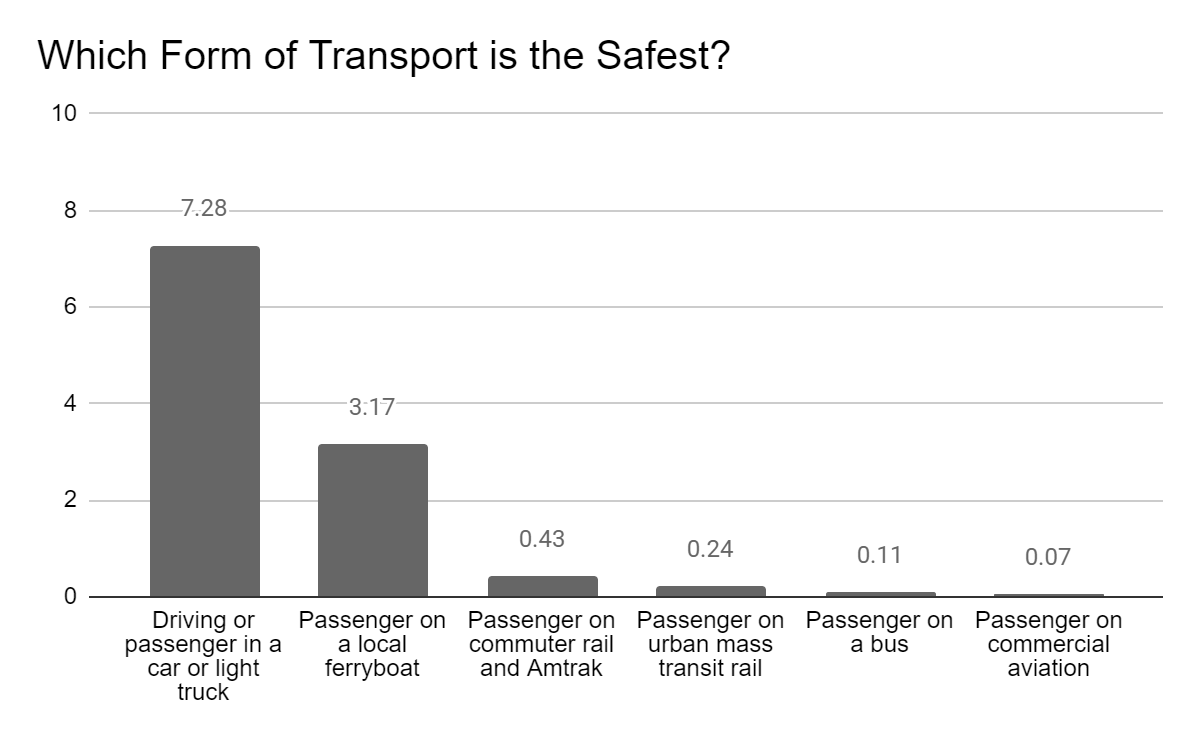 Which Form of Transport is the Safest?
10
8
6
4
2
0
7.28
3.17
0.43
0.24
0.11
0.07
Driving or
passenger in a
car or light
truck
Passenger on
a local
ferryboat
Passenger on
commuter rail
and Amtrak
Passenger on
urban mass
transit rail
Passenger on
a bus
Passenger on
commercial
aviation